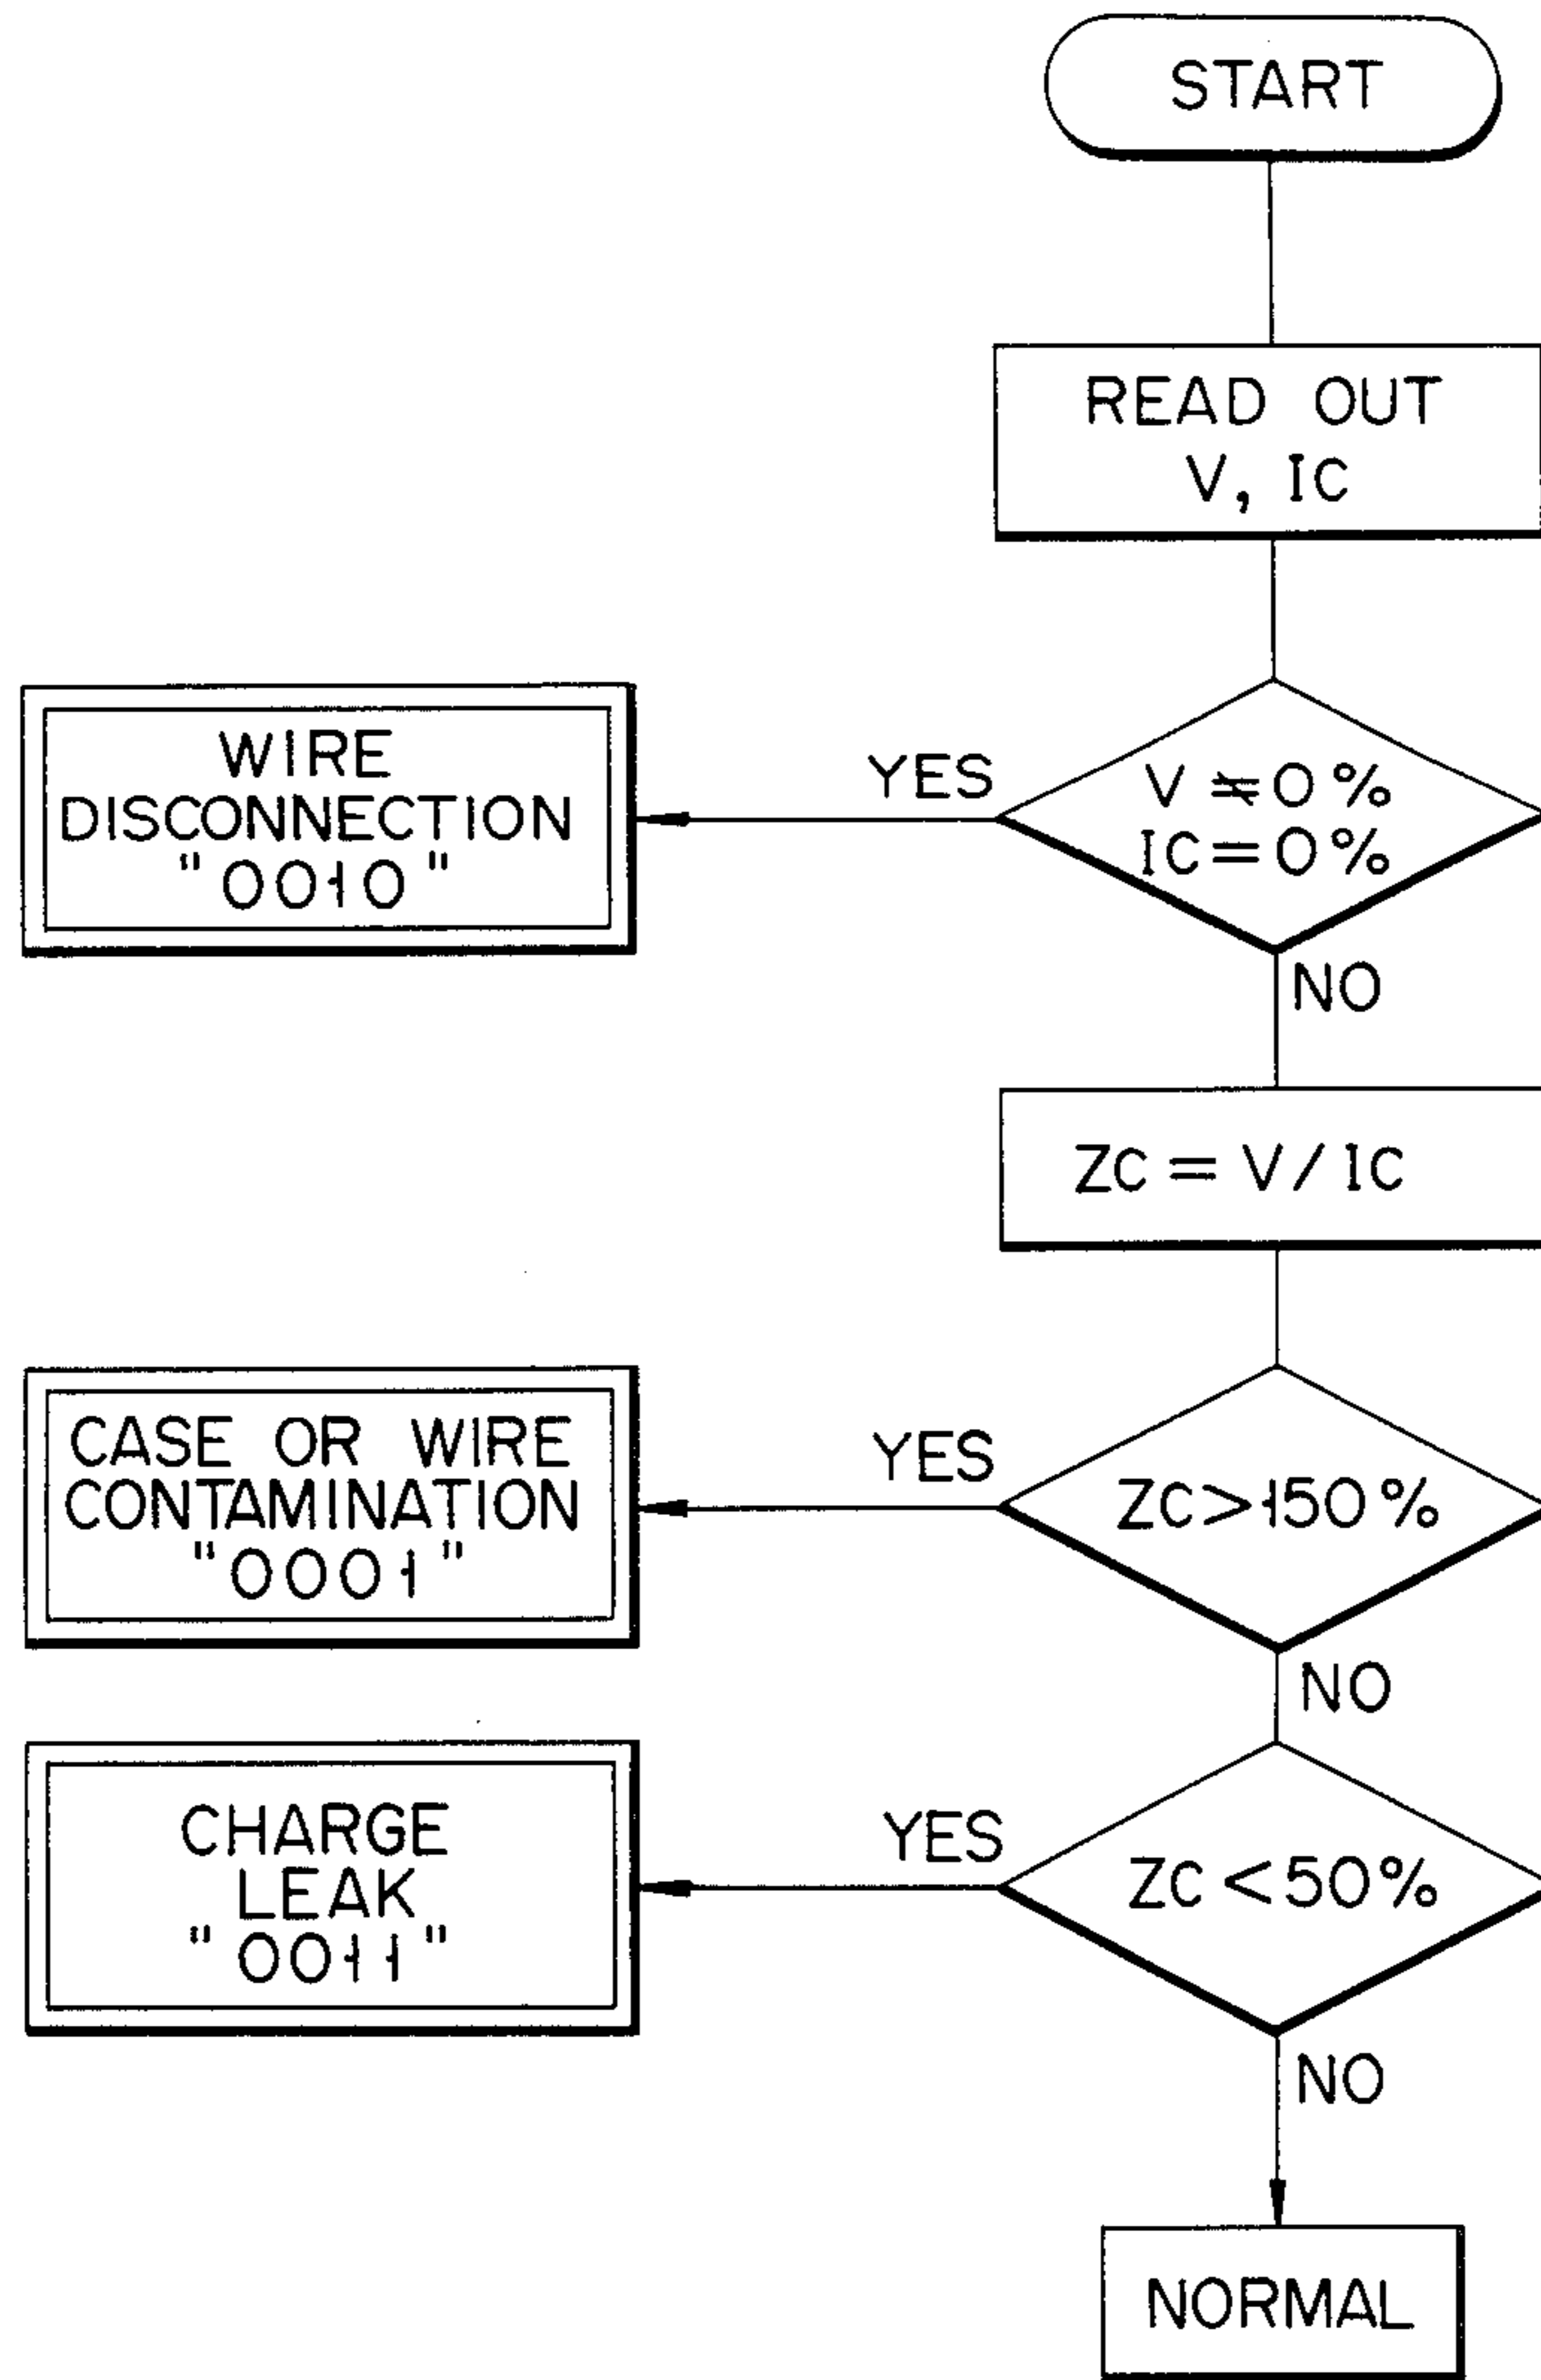 START
READ OUT
V, IC
V ≠ 0 %
IC = 0 %
YES
WIRE
DISCONNECTION
"0010"
NO
ZC = V / IC
ZC > 150 %
YES
CASE OR WIRE
CONTAMINATION
"0001"
NO
ZC < 50 %
YES
CHARGE
LEAK
"0011"
NO
NORMAL